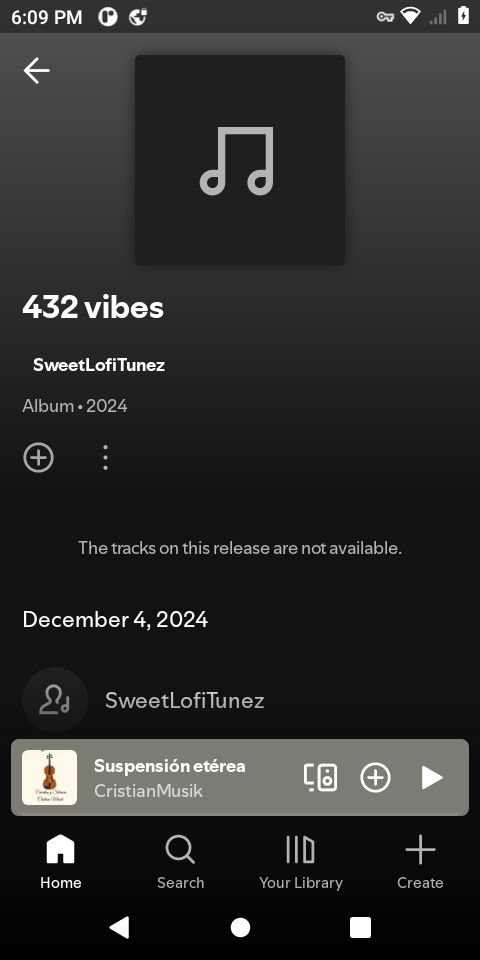 6:09 PM
432 vibes
SweetLofiTunez
Album • 2024
The tracks on this release are not available.
December 4, 2024
SweetLofiTunez
Suspensión etérea
CristianMusik
Home
Search
Your Library
Create